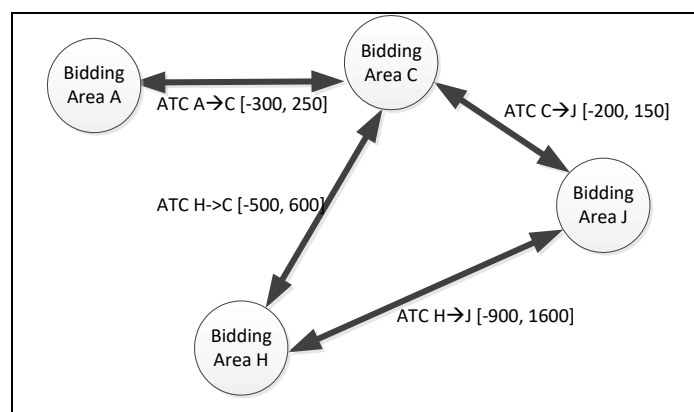 Bidding
Area A
ATC A→C [-300, 250]
Bidding
Area C
ATC C→J [-200, 150]
ATC H->C [-500, 600]
Bidding
Area J
ATC H→J [-900, 1600]
Bidding
Area H